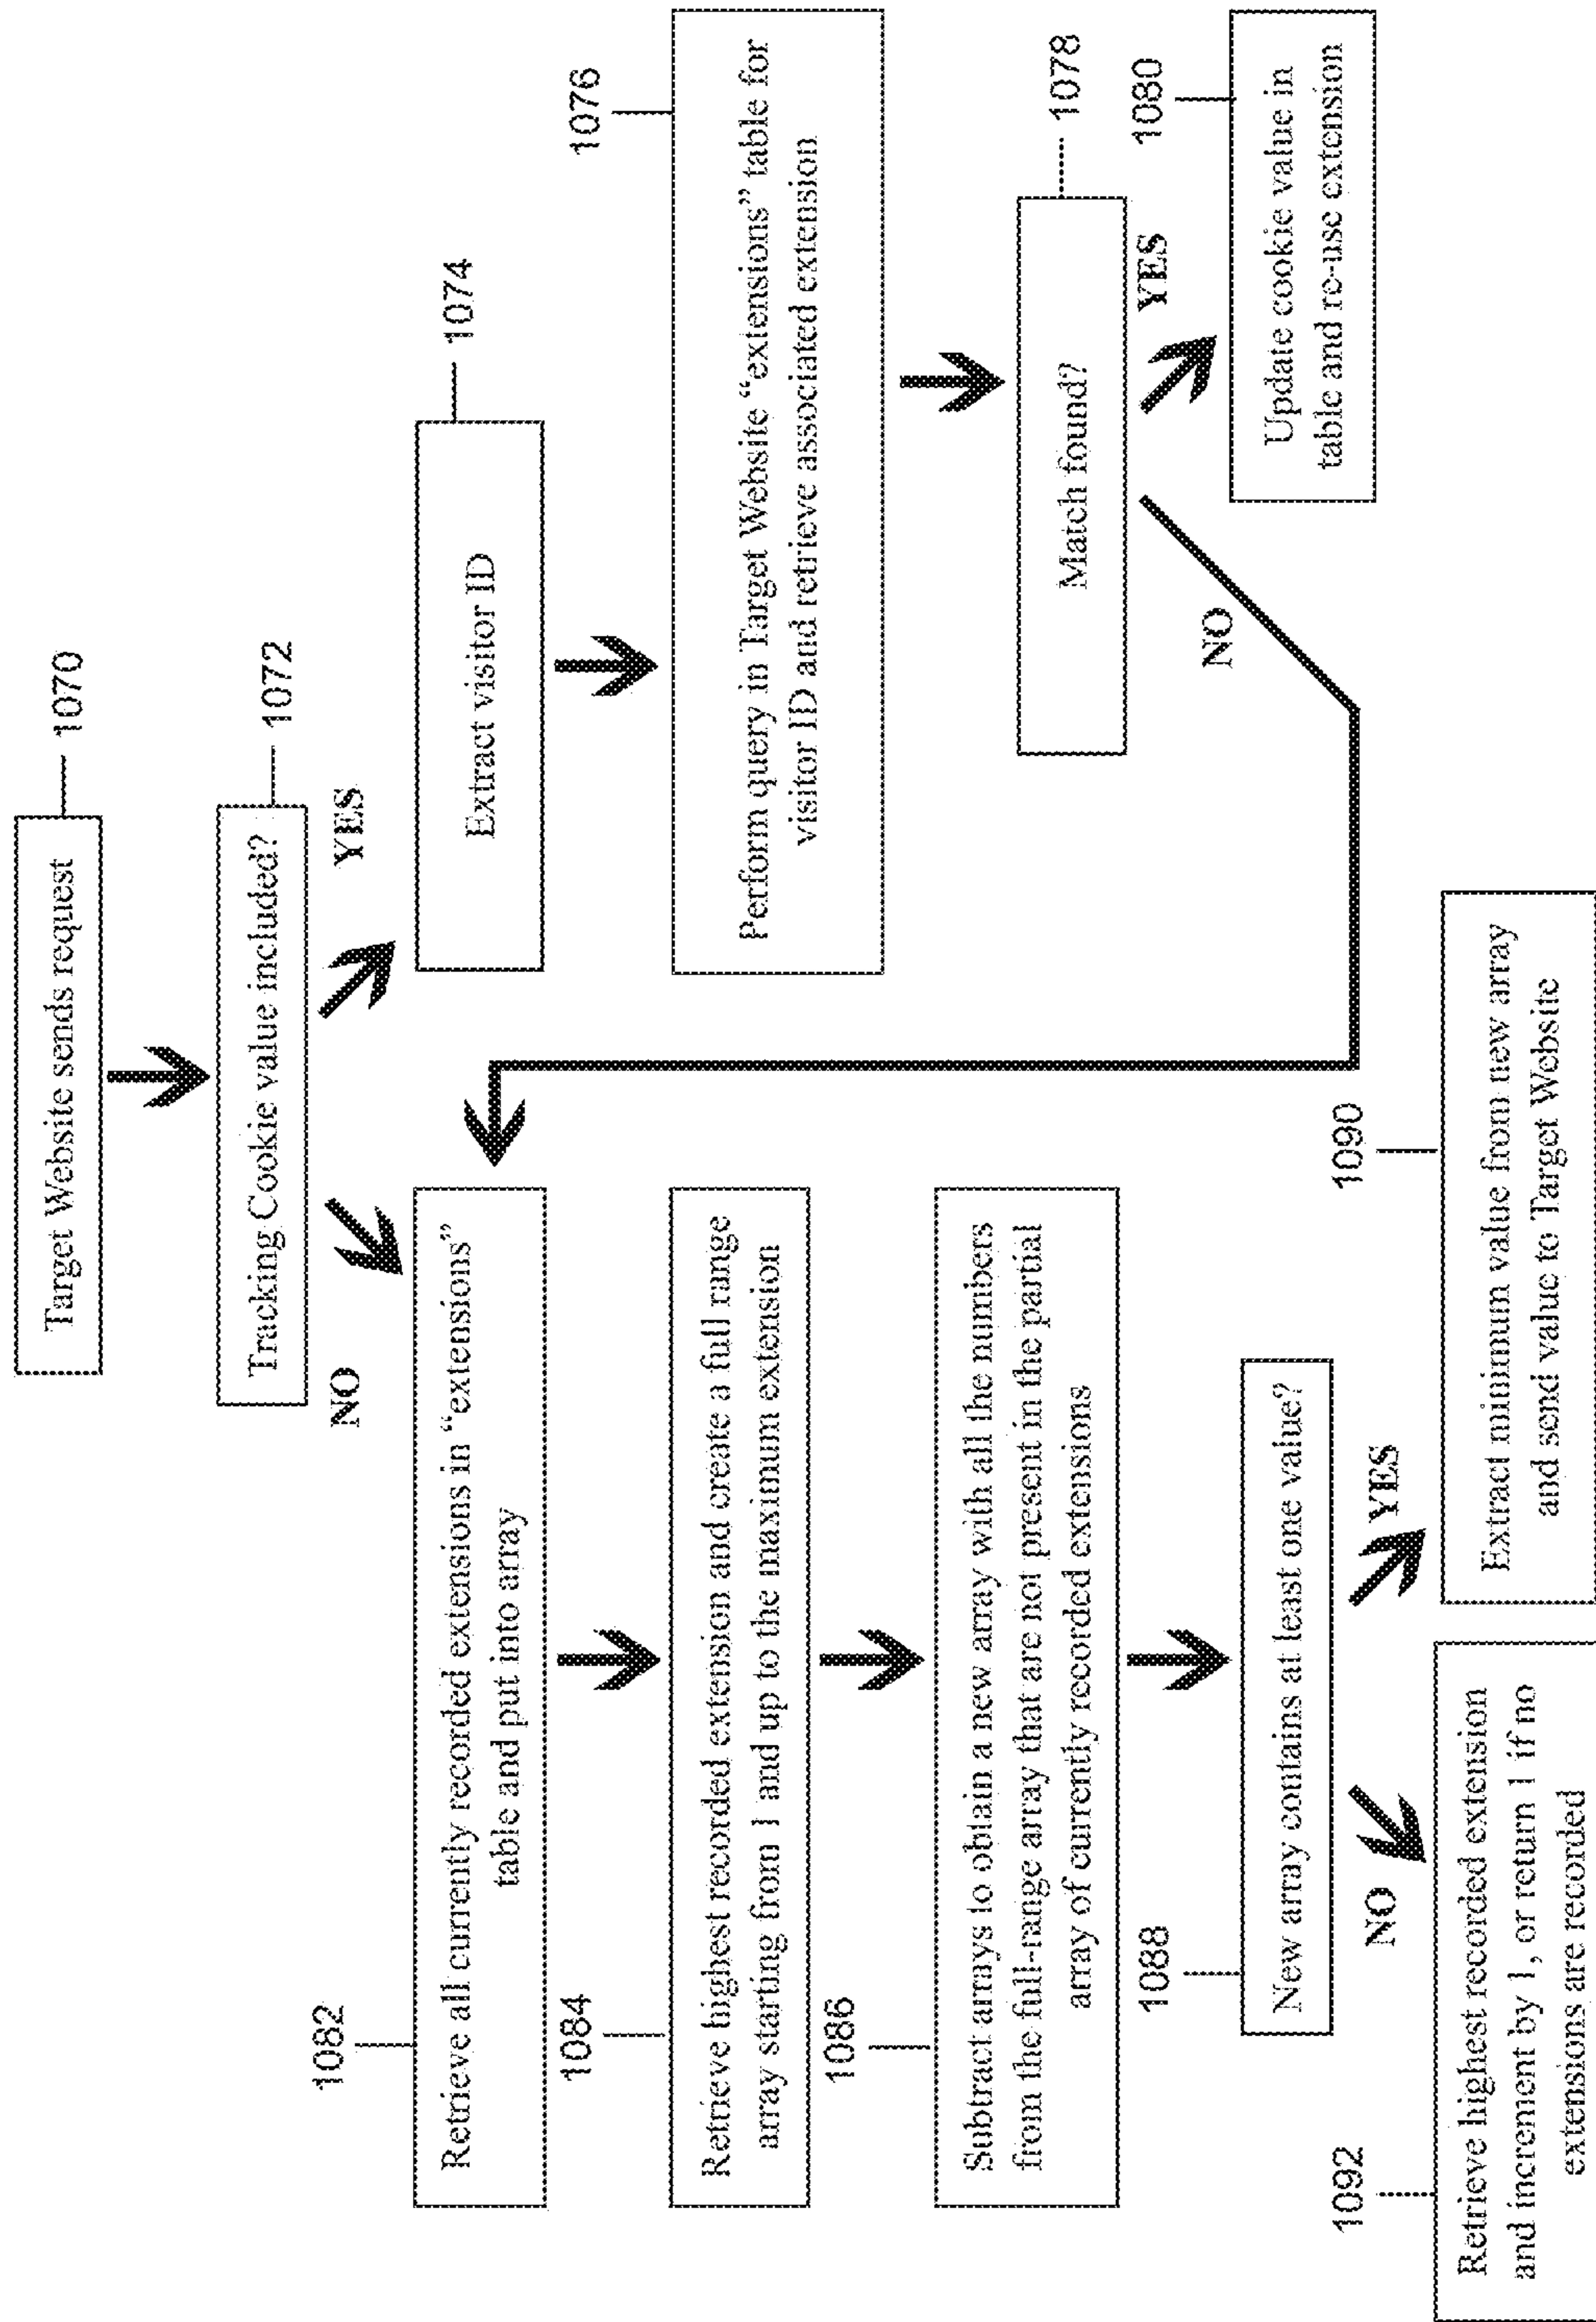 Target Website sends request
1070
Tracking Cookie value included?
1072
NO
YES
Extract visitor ID
1074
1076
Perform query in Target Website “extensions” table for
visitor ID and retrieve associated extension
Match found?
1078
YES
NO
1080
Update cookie value in
table and re-use extension
1082
Retrieve all currently recorded extensions in “extensions”
table and put into array
1084
Retrieve highest recorded extension and create a full range
array starting from 1 and up to the maximum extension
1086
Subtract arrays to obtain a new array with all the numbers
from the full-range array that are not present in the partial
array of currently recorded extensions
1088
New array contains at least one value?
NO
YES
1090
Extract minimum value from new array
and send value to Target Website
1092
Retrieve highest recorded extension
and increment by 1, or return 1 if no
extensions are recorded